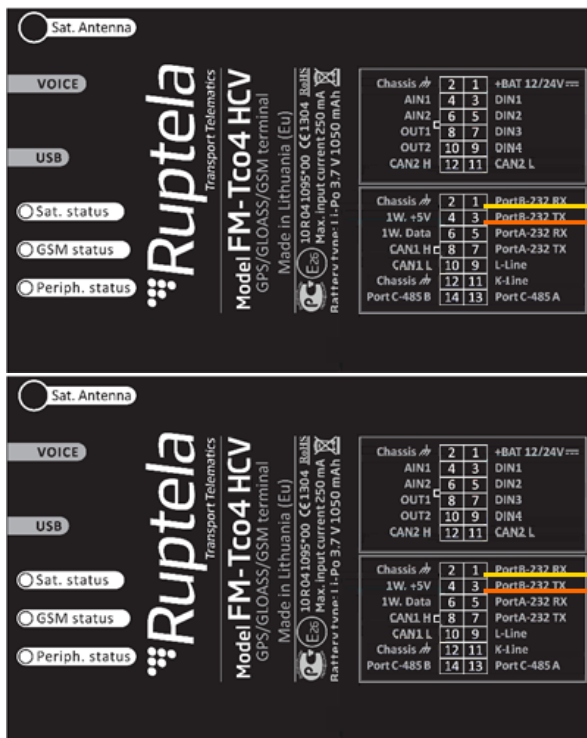 Sat. Antenna
VOICE
USB
Sat. status
GSM status
Periph. status
Ruptela
Transport Telematics
Model FM-Tco4 HCV
GPS/GLOASS/GSM terminal
Made in Lithuania (Eu)
10R041095*00 CE1304 RoHS
Max. input current 250 mA
PC E26
Battery type: Li-Po 3.7 V 1050 mAh
Chassis 2 1 +BAT 12/24V
AIN1 4 3 DIN1
AIN2 6 5 DIN2
OUT1 8 7 DIN3
OUT2 10 9 DIN4
CAN2 H 12 11 CAN2 L
Chassis 2 1 PortB-232 RX
1W. +5V 4 3 PortB-232 TX
1W. Data 6 5 PortA-232 RX
CAN1 H 8 7 PortA-232 TX
CAN1 L 10 9 L-Line
Chassis 12 11 K-Line
Port C-485 B 14 13 Port C-485 A
Sat. Antenna
VOICE
USB
Sat. status
GSM status
Periph. status
Ruptela
Transport Telematics
Model FM-Tco4 HCV
GPS/GLOASS/GSM terminal
Made in Lithuania (Eu)
10R041095*00 CE1304 RoHS
Max. input current 250 mA
PC E26
Battery type: Li-Po 3.7 V 1050 mAh
Chassis 2 1 +BAT 12/24V
AIN1 4 3 DIN1
AIN2 6 5 DIN2
OUT1 8 7 DIN3
OUT2 10 9 DIN4
CAN2 H 12 11 CAN2 L
Chassis 2 1 PortB-232 RX
1W. +5V 4 3 PortB-232 TX
1W. Data 6 5 PortA-232 RX
CAN1 H 8 7 PortA-232 TX
CAN1 L 10 9 L-Line
Chassis 12 11 K-Line
Port C-485 B 14 13 Port C-485 A